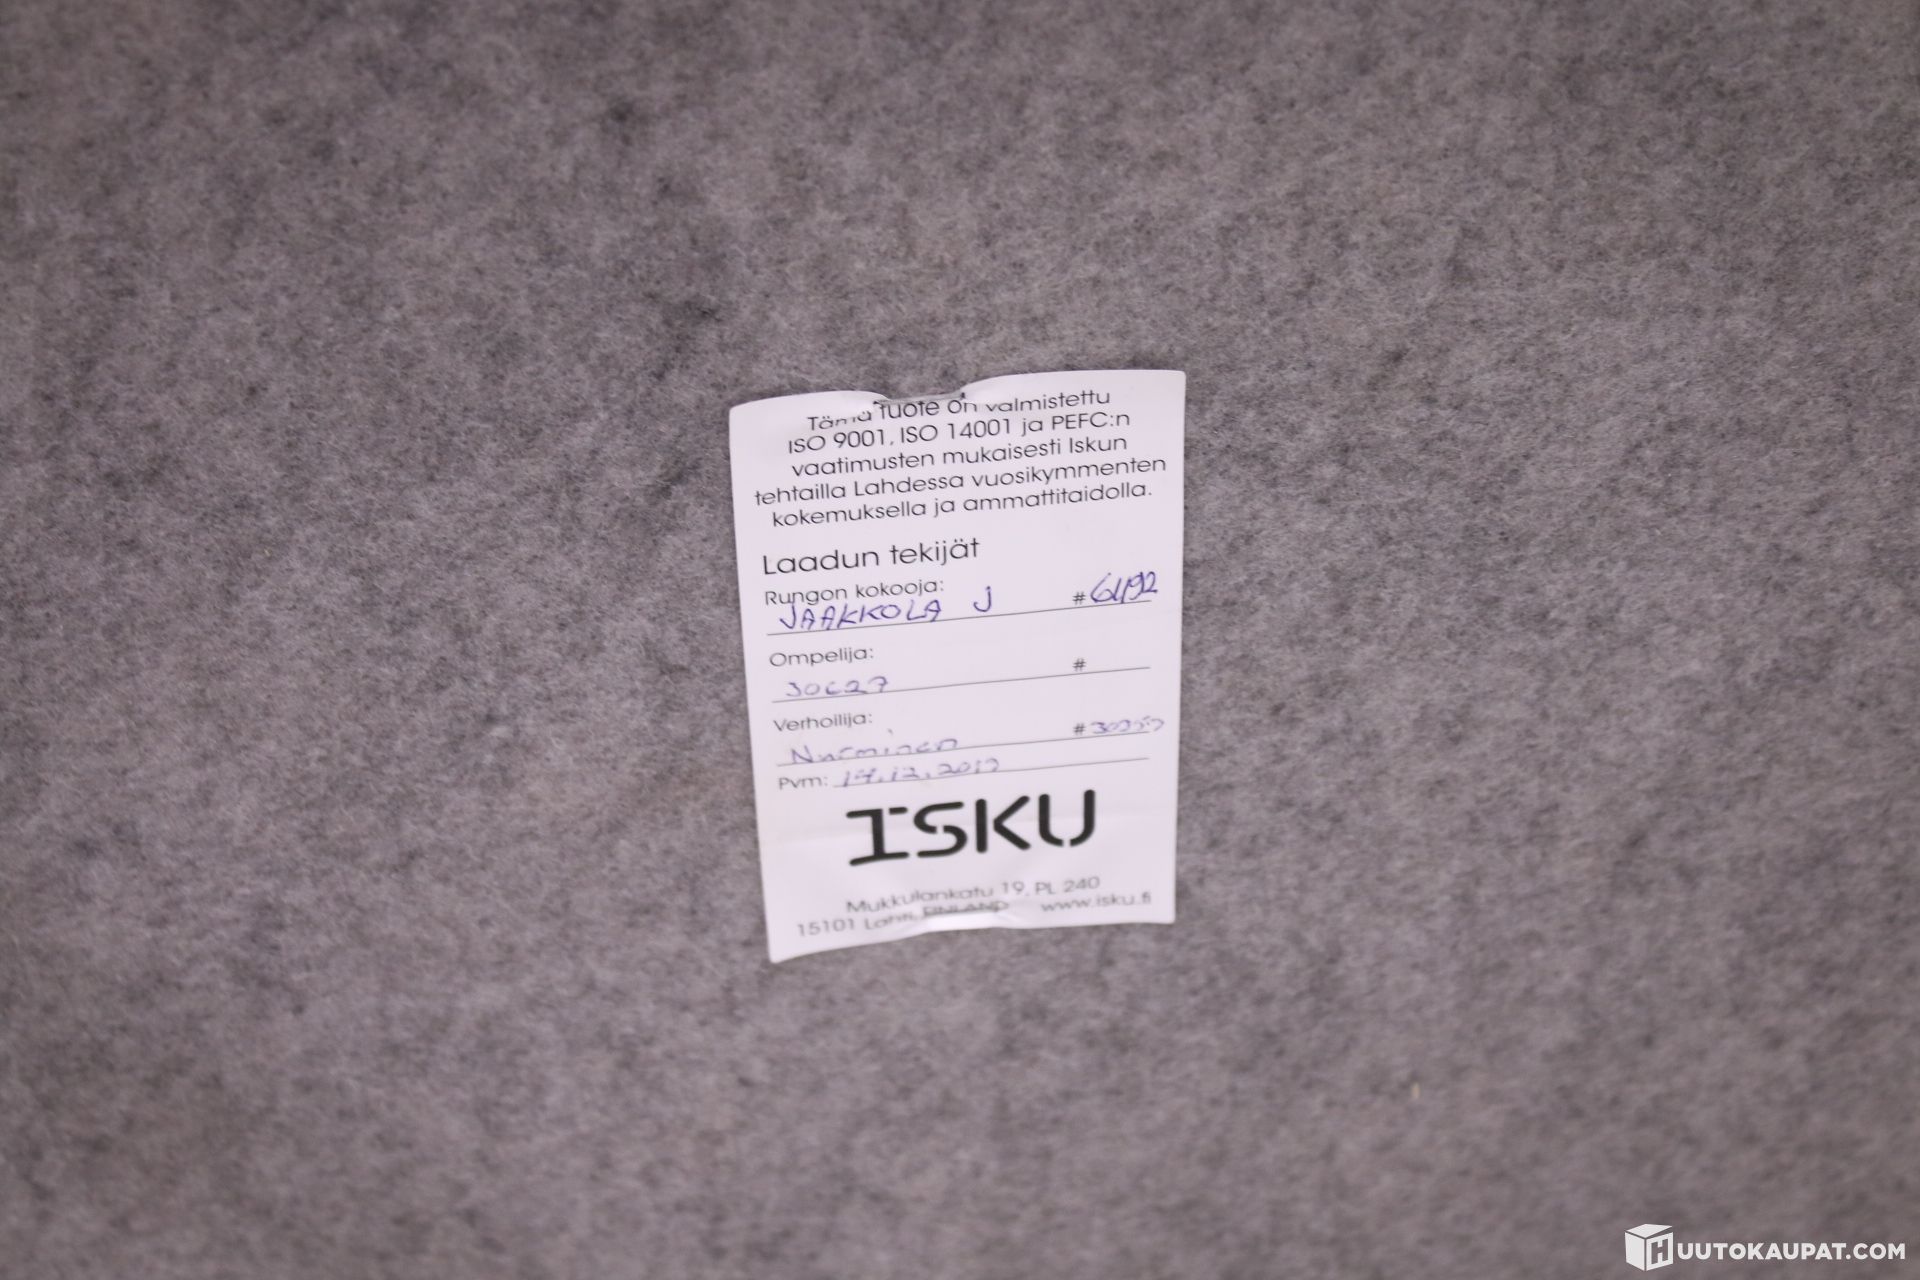 Tämä tuote on valmistettu
ISO 9001, ISO 14001 ja PEFC:n
vaatimusten mukaisesti Iskun
tehtailla Lahdessa vuosikymmenten
kokemuksella ja ammattitaidolla.
Laadun tekijät
Rungon kokooja:
JAAKKOLA J #
Ompelija:
30627 #
Verhoilija:
Nurminen #
Pvm:
ISKU
Mukkulankatu 19, PL 240
15101 Lahti, FINLAND www.isku.fi
HUUTOKAUPAT.COM